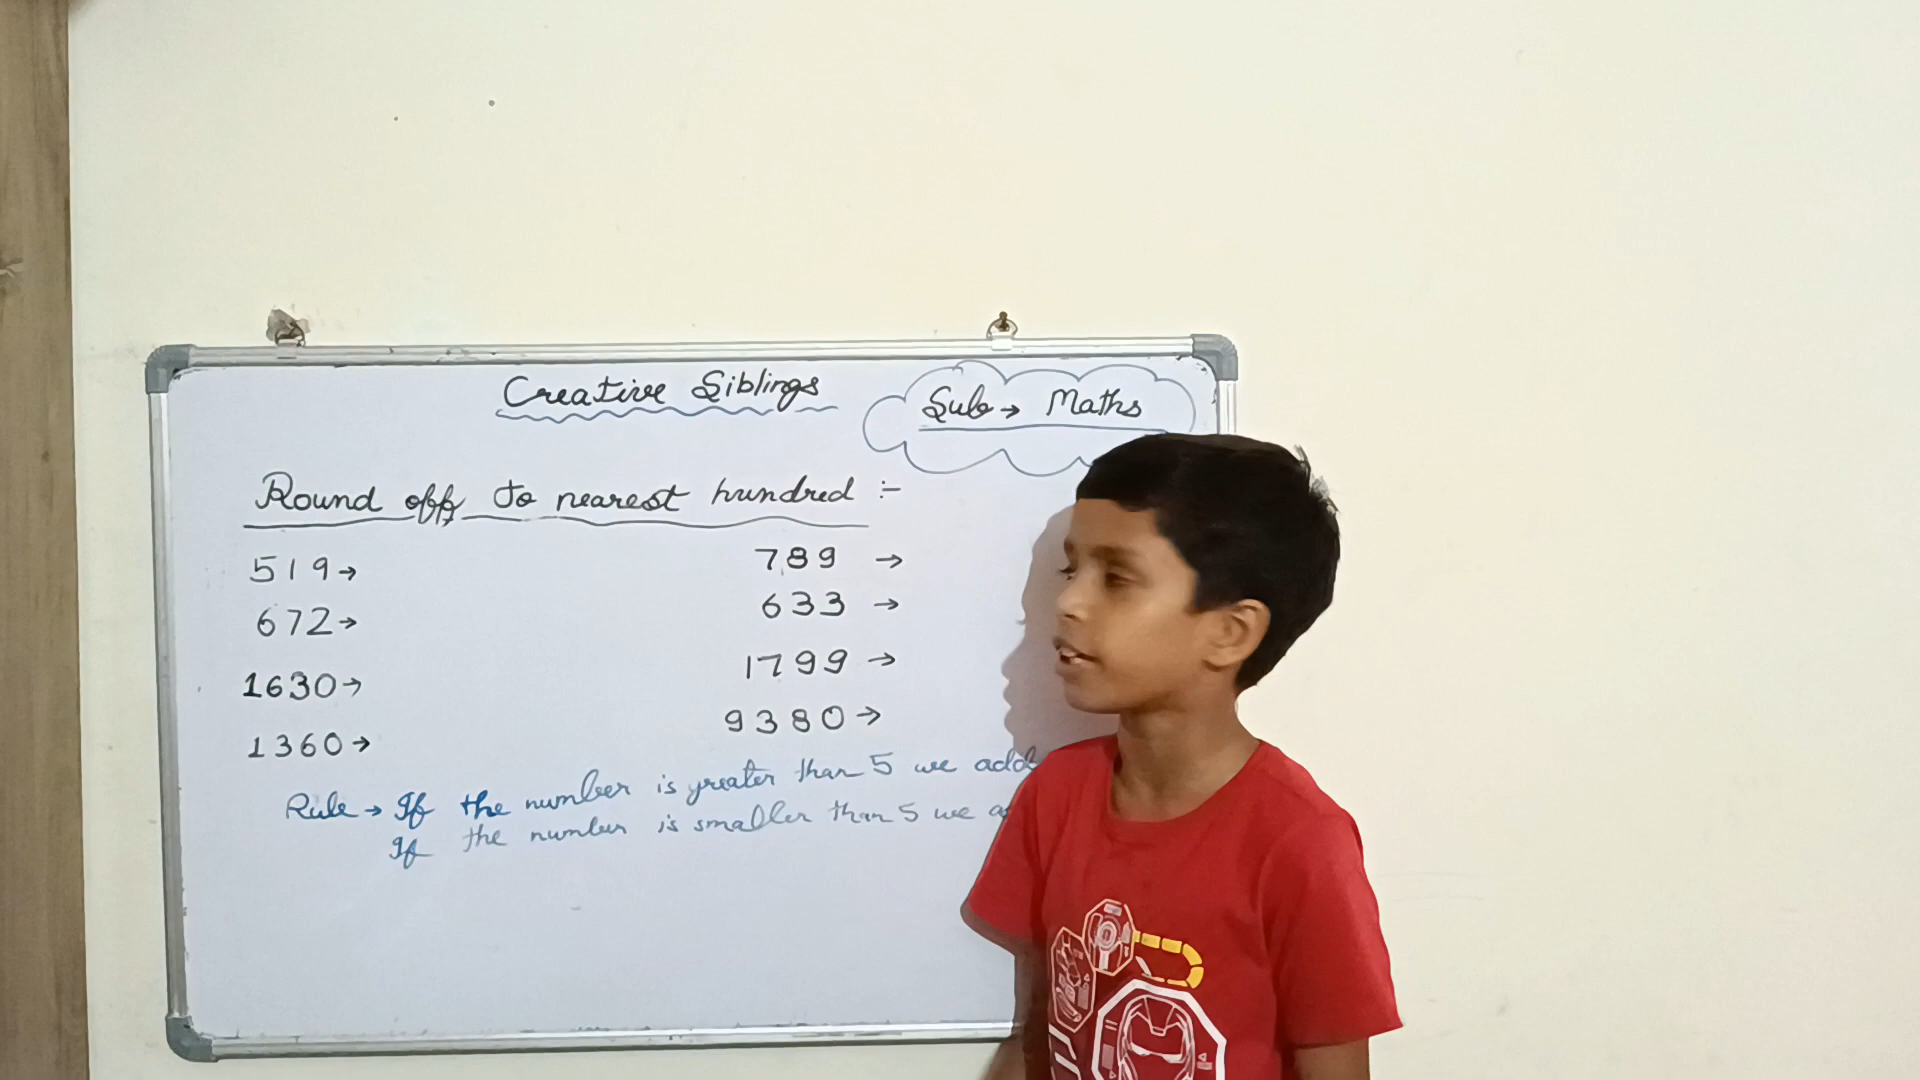 Creative Siblings
Sub → Maths
Round off to nearest hundred :-
519→
672→
1630→
1360→
789 →
633 →
1799 →
9380→
Rule → If the number is greater than 5 we add
If the number is smaller than 5 we